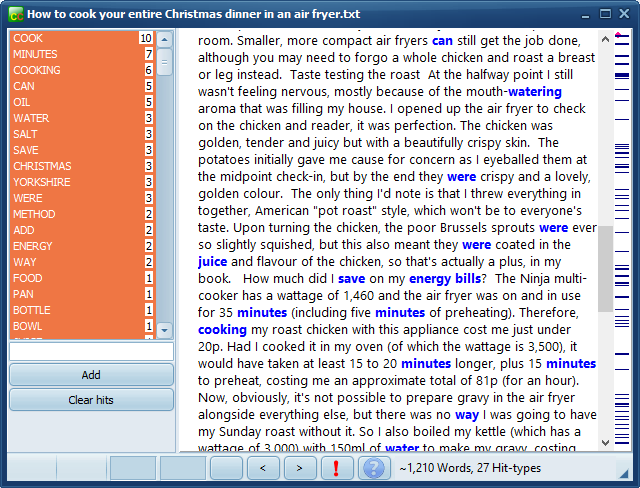 How to cook your entire Christmas dinner in an air fryer.txt
COOK 10
MINUTES 7
COOKING 6
CAN 5
OIL 5
WATER 3
SALT 3
SAVE 3
CHRISTMAS 3
YORKSHIRE 3
WERE 3
METHOD 2
ADD 2
ENERGY 2
WAY 2
FOOD 1
PAN 1
BOTTLE 1
BOWL 1
Add
Clear hits
room. Smaller, more compact air fryers can still get the job done,
although you may need to forgo a whole chicken and roast a breast
or leg instead.  Taste testing the roast  At the halfway point I still
wasn't feeling nervous, mostly because of the mouth-watering
aroma that was filling my house. I opened up the air fryer to check
on the chicken and reader, it was perfection. The chicken was
golden, tender and juicy but with a beautifully crispy skin.  The
potatoes initially gave me cause for concern as I eyeballed them at
the midpoint check-in, but by the end they were crispy and a lovely,
golden colour.  The only thing I'd note is that I threw everything in
together, American "pot roast" style, which won't be to everyone's
taste. Upon turning the chicken, the poor Brussels sprouts were ever
so slightly squished, but this also meant they were coated in the
juice and flavour of the chicken, so that's actually a plus, in my
book.   How much did I save on my energy bills?  The Ninja multi-
cooker has a wattage of 1,460 and the air fryer was on and in use
for 35 minutes (including five minutes of preheating). Therefore,
cooking my roast chicken with this appliance cost me just under
20p. Had I cooked it in my oven (of which the wattage is 3,500), it
would have taken at least 15 to 20 minutes longer, plus 15 minutes
to preheat, costing me an approximate total of 81p (for an hour).
Now, obviously, it's not possible to prepare gravy in the air fryer
alongside everything else, but there was no way I was going to have
my Sunday roast without it. So I also boiled my kettle (which has a
wattage of 3,000) with 150ml of water to make my gravy, costing
< > ! ? ~1,210 Words, 27 Hit-types